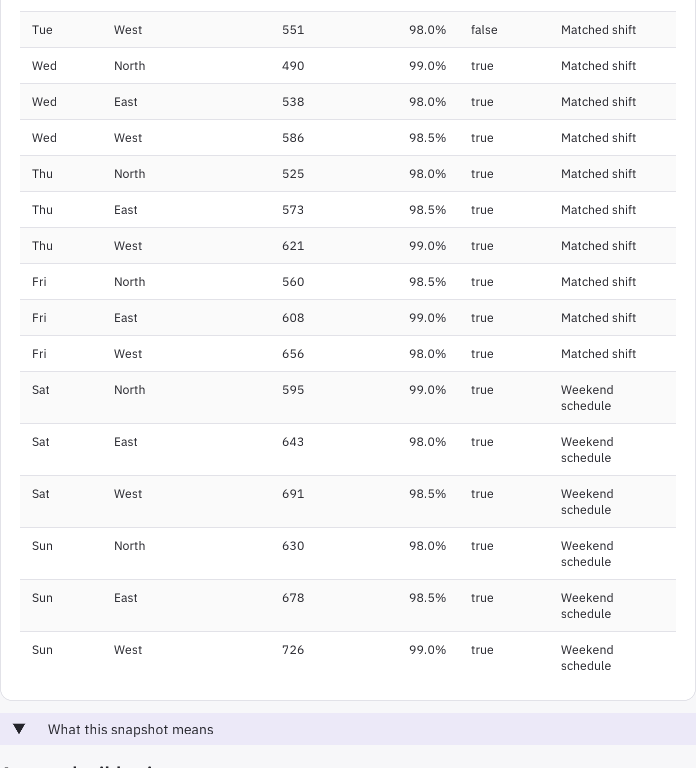 Tue West 551 98.0% false Matched shift
Wed North 490 99.0% true Matched shift
Wed East 538 98.0% true Matched shift
Wed West 586 98.5% true Matched shift
Thu North 525 98.0% true Matched shift
Thu East 573 98.5% true Matched shift
Thu West 621 99.0% true Matched shift
Fri North 560 98.5% true Matched shift
Fri East 608 99.0% true Matched shift
Fri West 656 98.0% true Matched shift
Sat North 595 99.0% true Weekend
schedule
Sat East 643 98.0% true Weekend
schedule
Sat West 691 98.5% true Weekend
schedule
Sun North 630 98.0% true Weekend
schedule
Sun East 678 98.5% true Weekend
schedule
Sun West 726 99.0% true Weekend
schedule
What this snapshot means